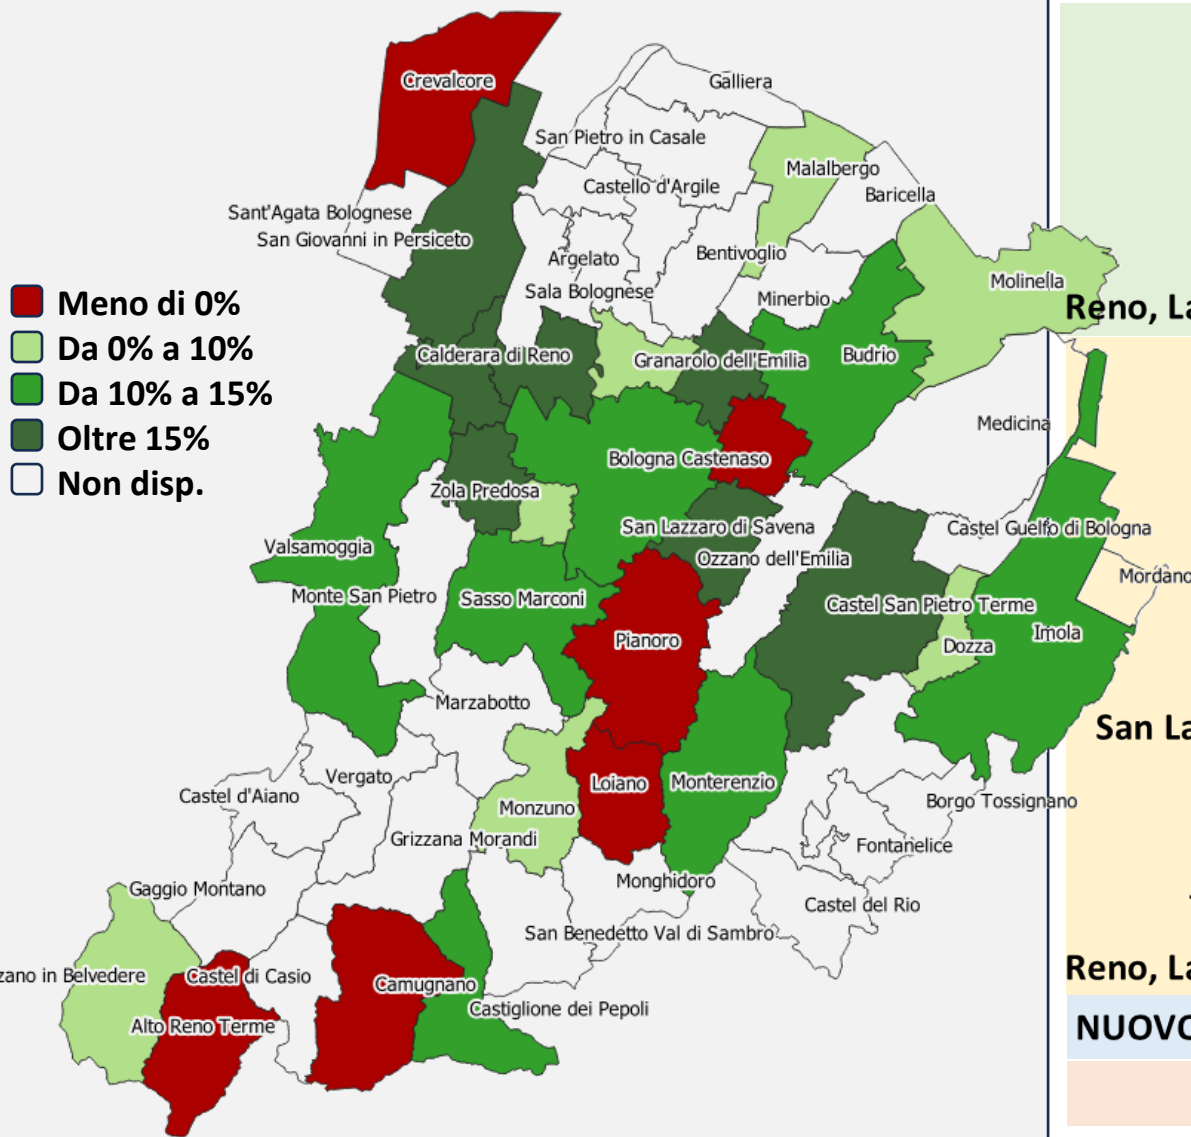 Crevalcore
Galliera
San Pietro in Casale
Malalbergo
Castello d'Argile
Baricella
Sant'Agata Bolognese
San Giovanni in Persiceto
Argelato
Bentivoglio
Molinella
Sala Bolognese
Minerbio
Meno di 0%
Da 0% a 10%
Da 10% a 15%
Oltre 15%
Non disp.
Reno, La
Calderara di Reno
Granarolo dell'Emilia
Budrio
Medicina
Bologna
Castenaso
Zola Predosa
San Lazzaro di Savena
Castel Guelfo di Bologna
Valsamoggia
Ozzano dell'Emilia
Mordano
Monte San Pietro
Sasso Marconi
Castel San Pietro Terme
Imola
Pianoro
Dozza
Marzabotto
San La
Vergato
Loiano
Monterenzio
Castel d'Aiano
Monzuno
Borgo Tossignano
Grizzana Morandi
Fontanelice
Gaggio Montano
Monghidoro
Castel del Rio
San Benedetto Val di Sambro
zano in Belvedere
Castel di Casio
Camugnano
Reno, La
Castiglione dei Pepoli
Alto Reno Terme
NUOVO